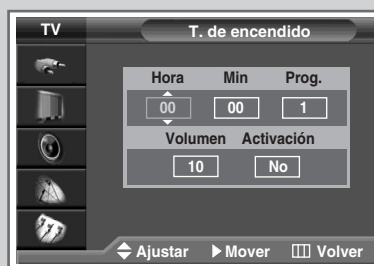 TV
T. de encendido
Hora Min Prog.
00 00 1
Volumen Activación
10 No
Ajustar Mover Volver